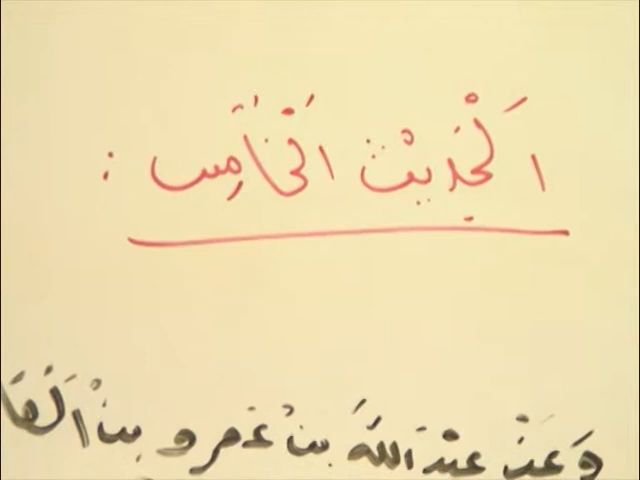 الحديث الخامس :
وعن عبد الله بن عمرو بن